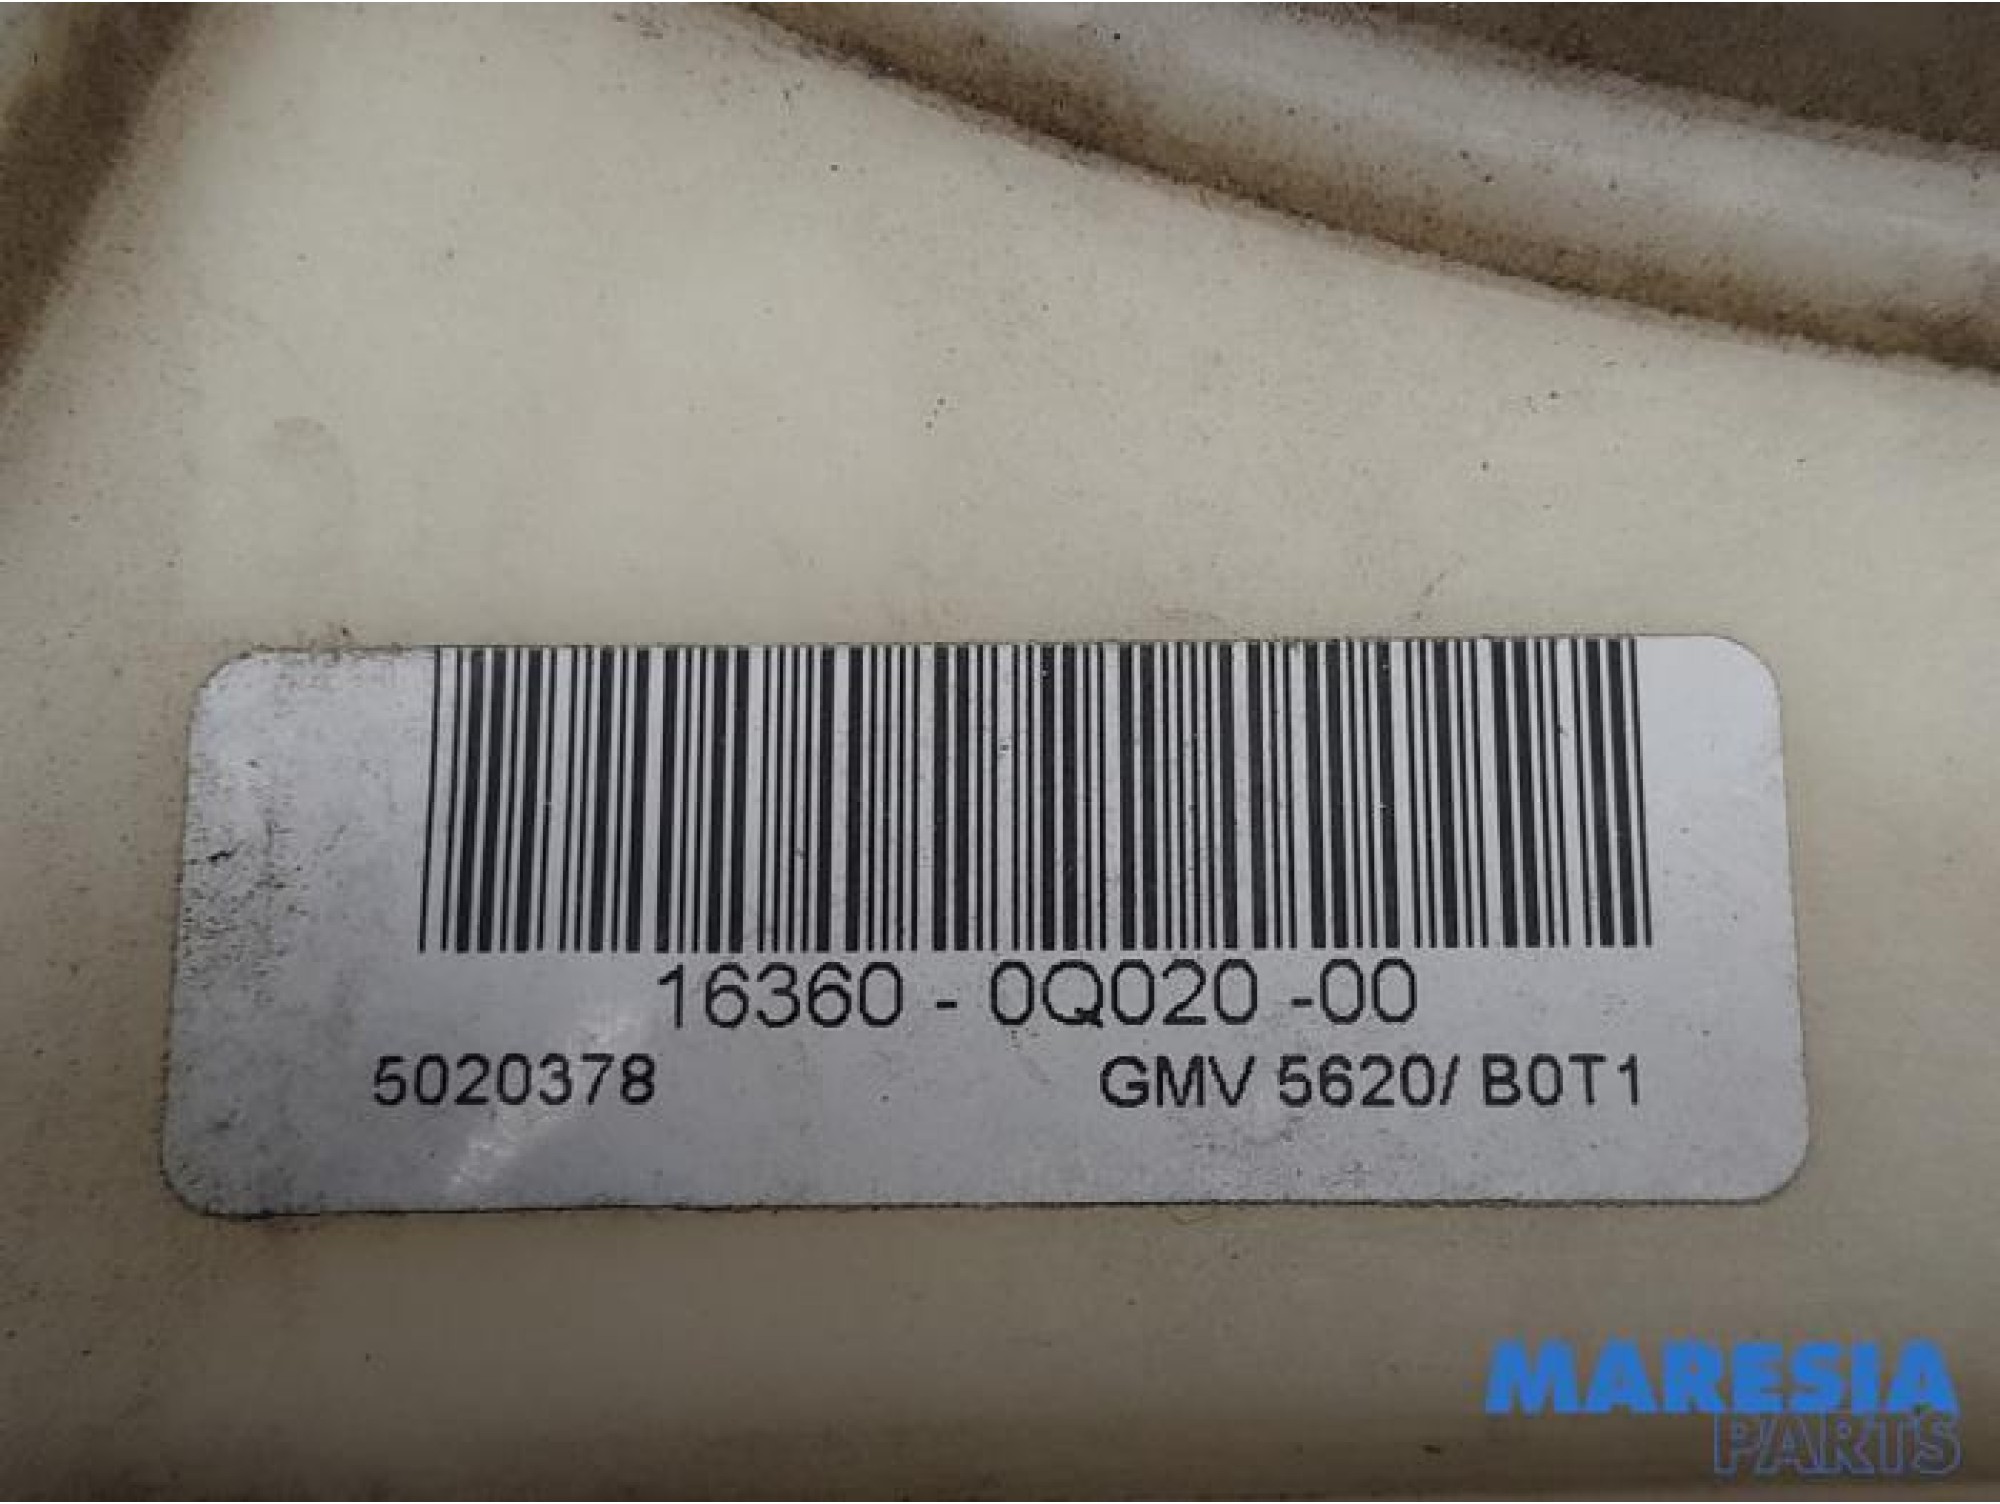 16360 - 0Q020 -00
5020378 GMV 5620/ B0T1
MARESIA
PARTS